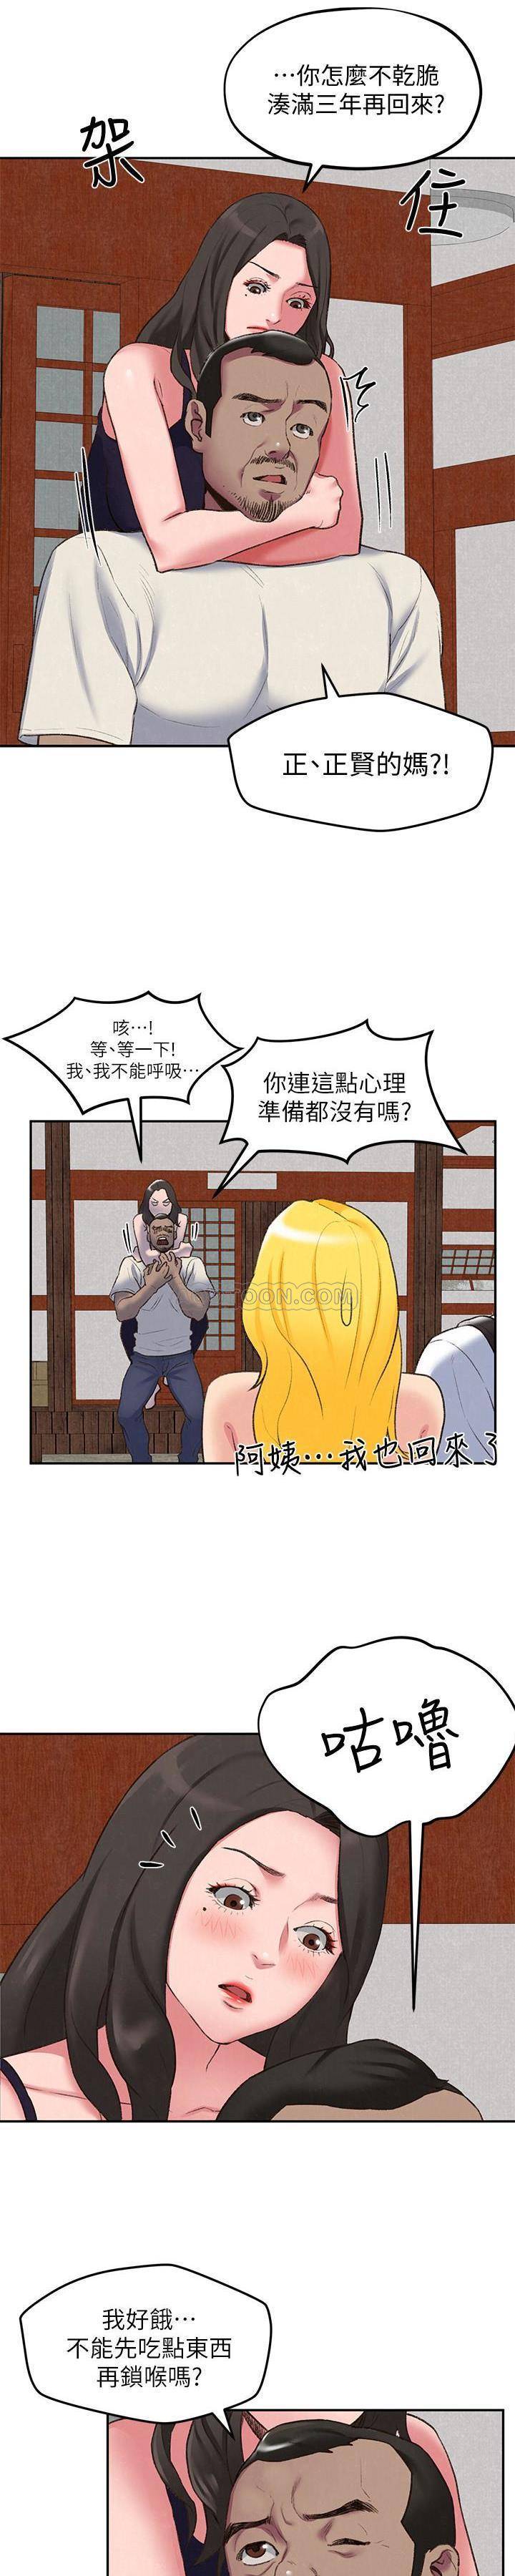 …你怎麼不乾脆
湊滿三年再回來?
架
住
正、正賢的媽?!
咳…!
等、等一下!
我、我不能呼吸…
你連這點心理
準備都沒有嗎?
阿姨…我也回來了
咕嚕
我好餓…
不能先吃點東西
再鎖喉嗎?